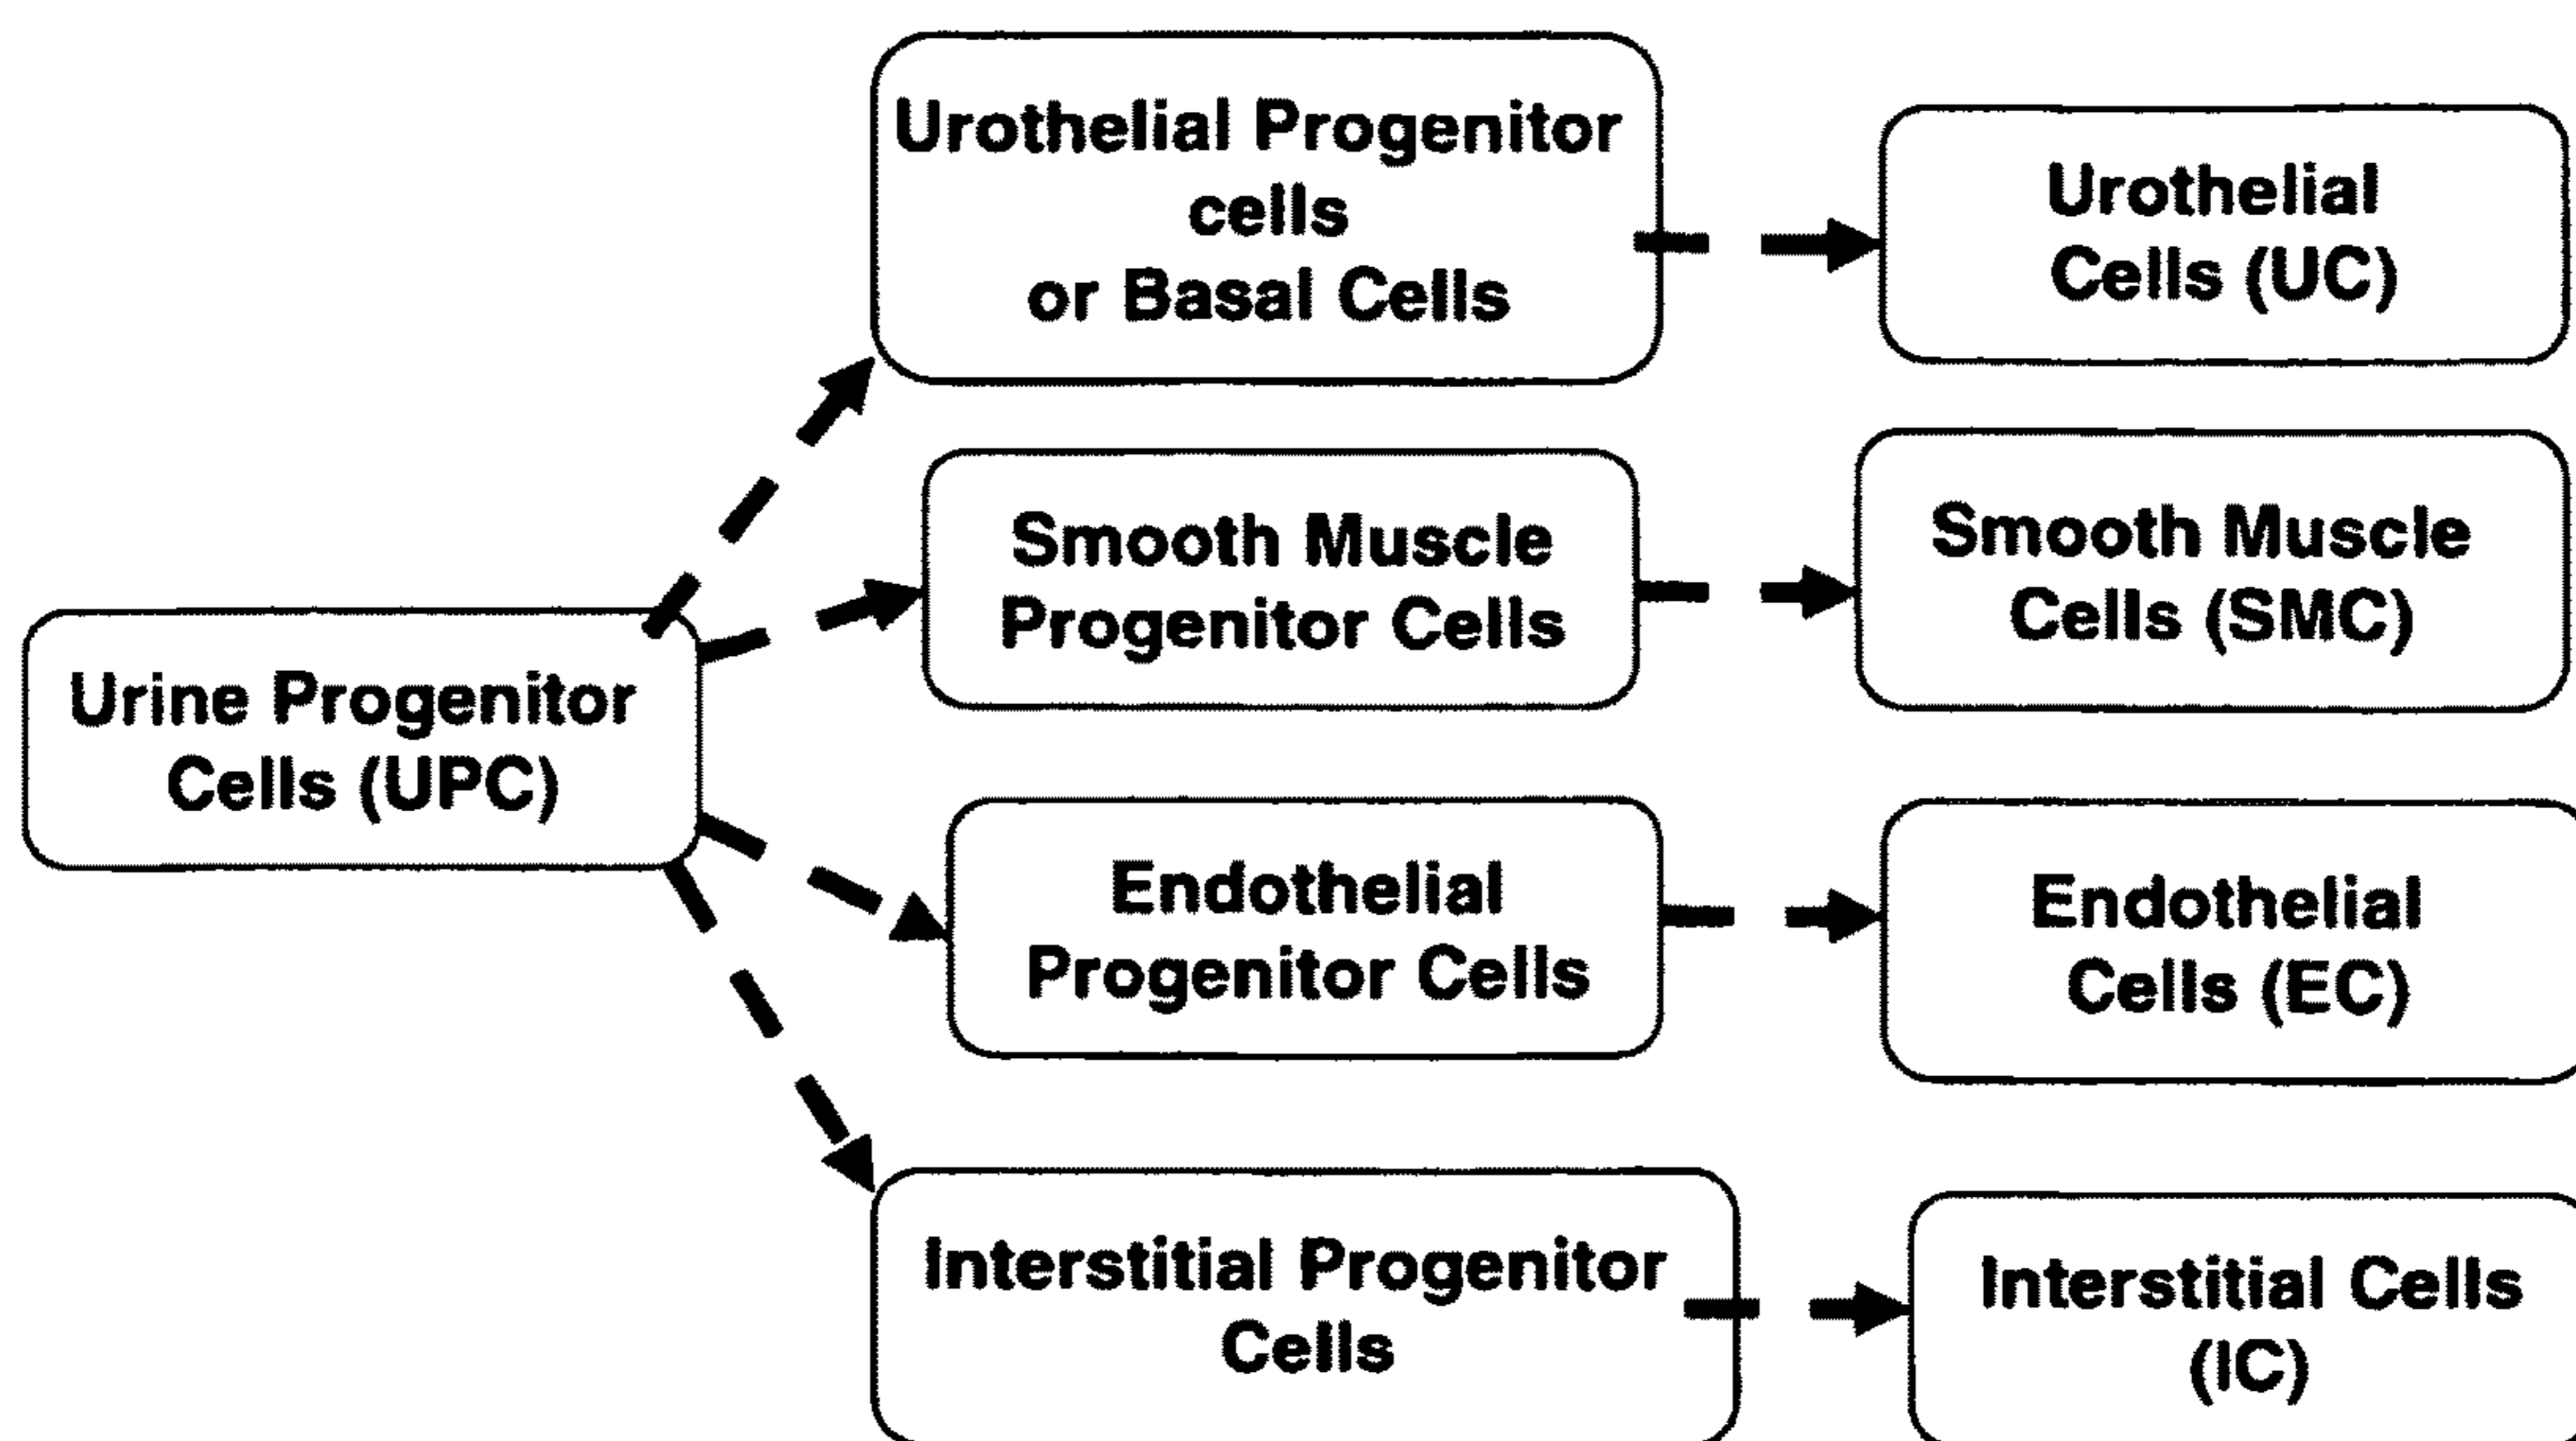 Urothelial Progenitor
cells
or Basal Cells
Urothelial
Cells (UC)
Smooth Muscle
Progenitor Cells
Smooth Muscle
Cells (SMC)
Urine Progenitor
Cells (UPC)
Endothelial
Progenitor Cells
Endothelial
Cells (EC)
Interstitial Progenitor
Cells
Interstitial Cells
(IC)